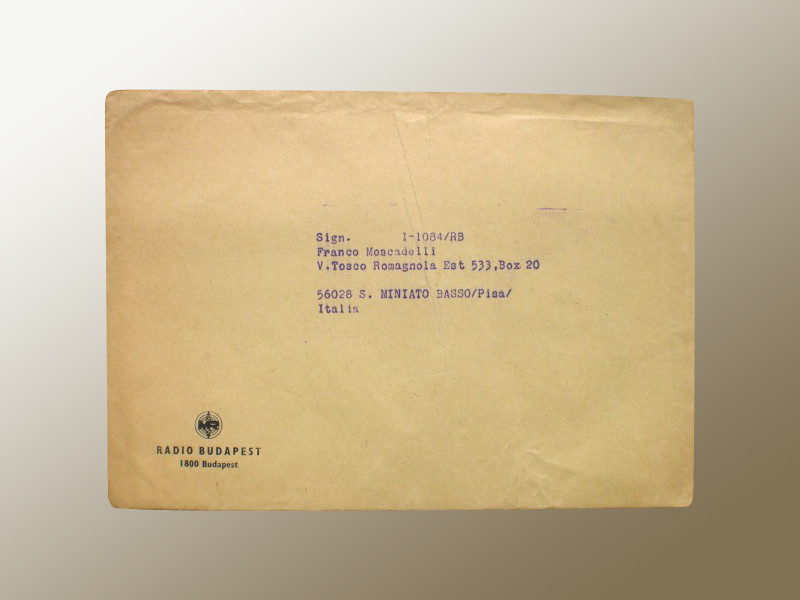 Sign. I-1084/RB
Franco Moscadelli
V.Tosco Romagnola Est 533,Box 20
56028 S. MINIATO BASSO/Pisa/
Italia
MR
RADIO BUDAPEST
1800 Budapest